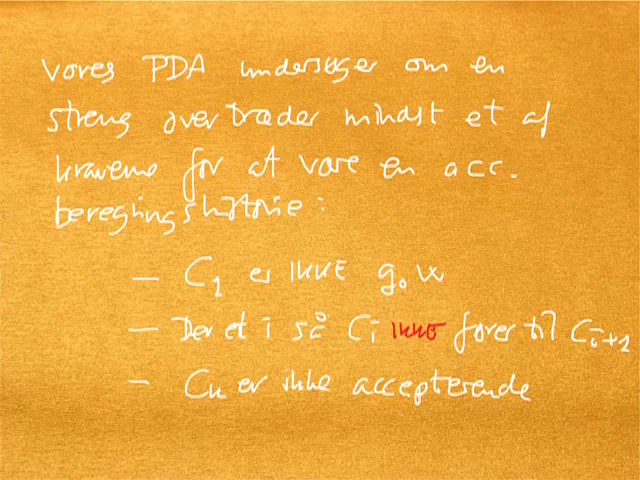 Vores PDA undersøger om en
streng overtræder mindst et af
kravene for at være en acc.
beregningshistorie:
– C₁ er IKKE q₀ w
– Der et i så Cᵢ IKKE fører til Cᵢ₊₁
– Cₖ er ikke accepterende